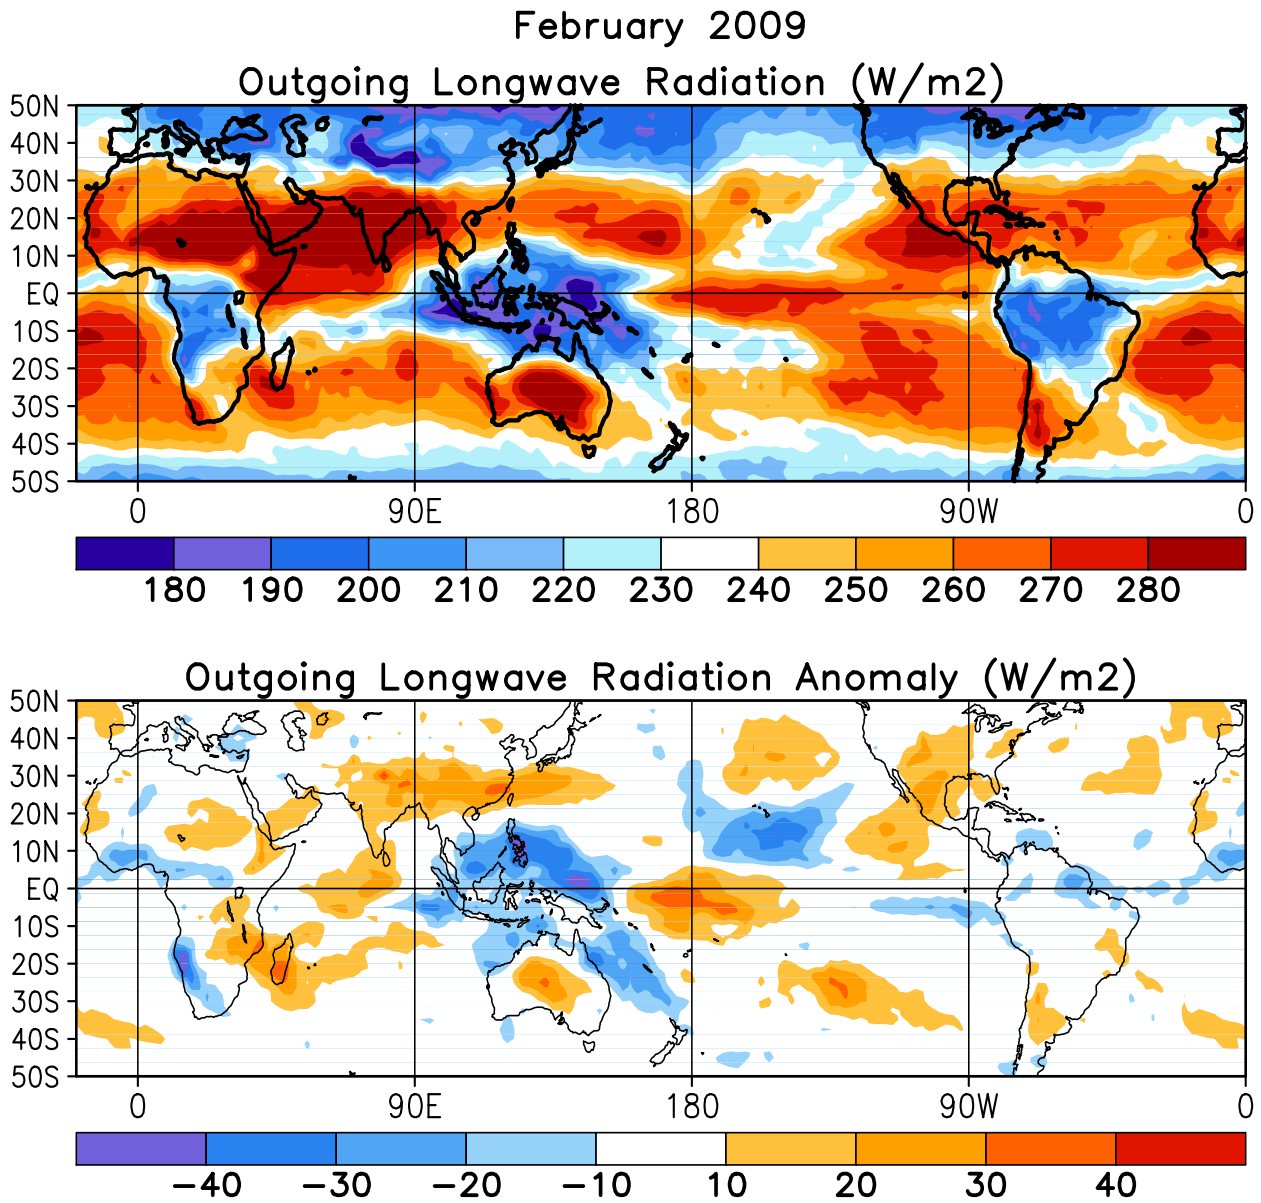 February 2009
Outgoing Longwave Radiation (W/m2)
50N
40N
30N
20N
10N
EQ
10S
20S
30S
40S
50S
0 90E 180 90W 0
180 190 200 210 220 230 240 250 260 270 280
Outgoing Longwave Radiation Anomaly (W/m2)
50N
40N
30N
20N
10N
EQ
10S
20S
30S
40S
50S
0 90E 180 90W 0
−40 −30 −20 −10 10 20 30 40